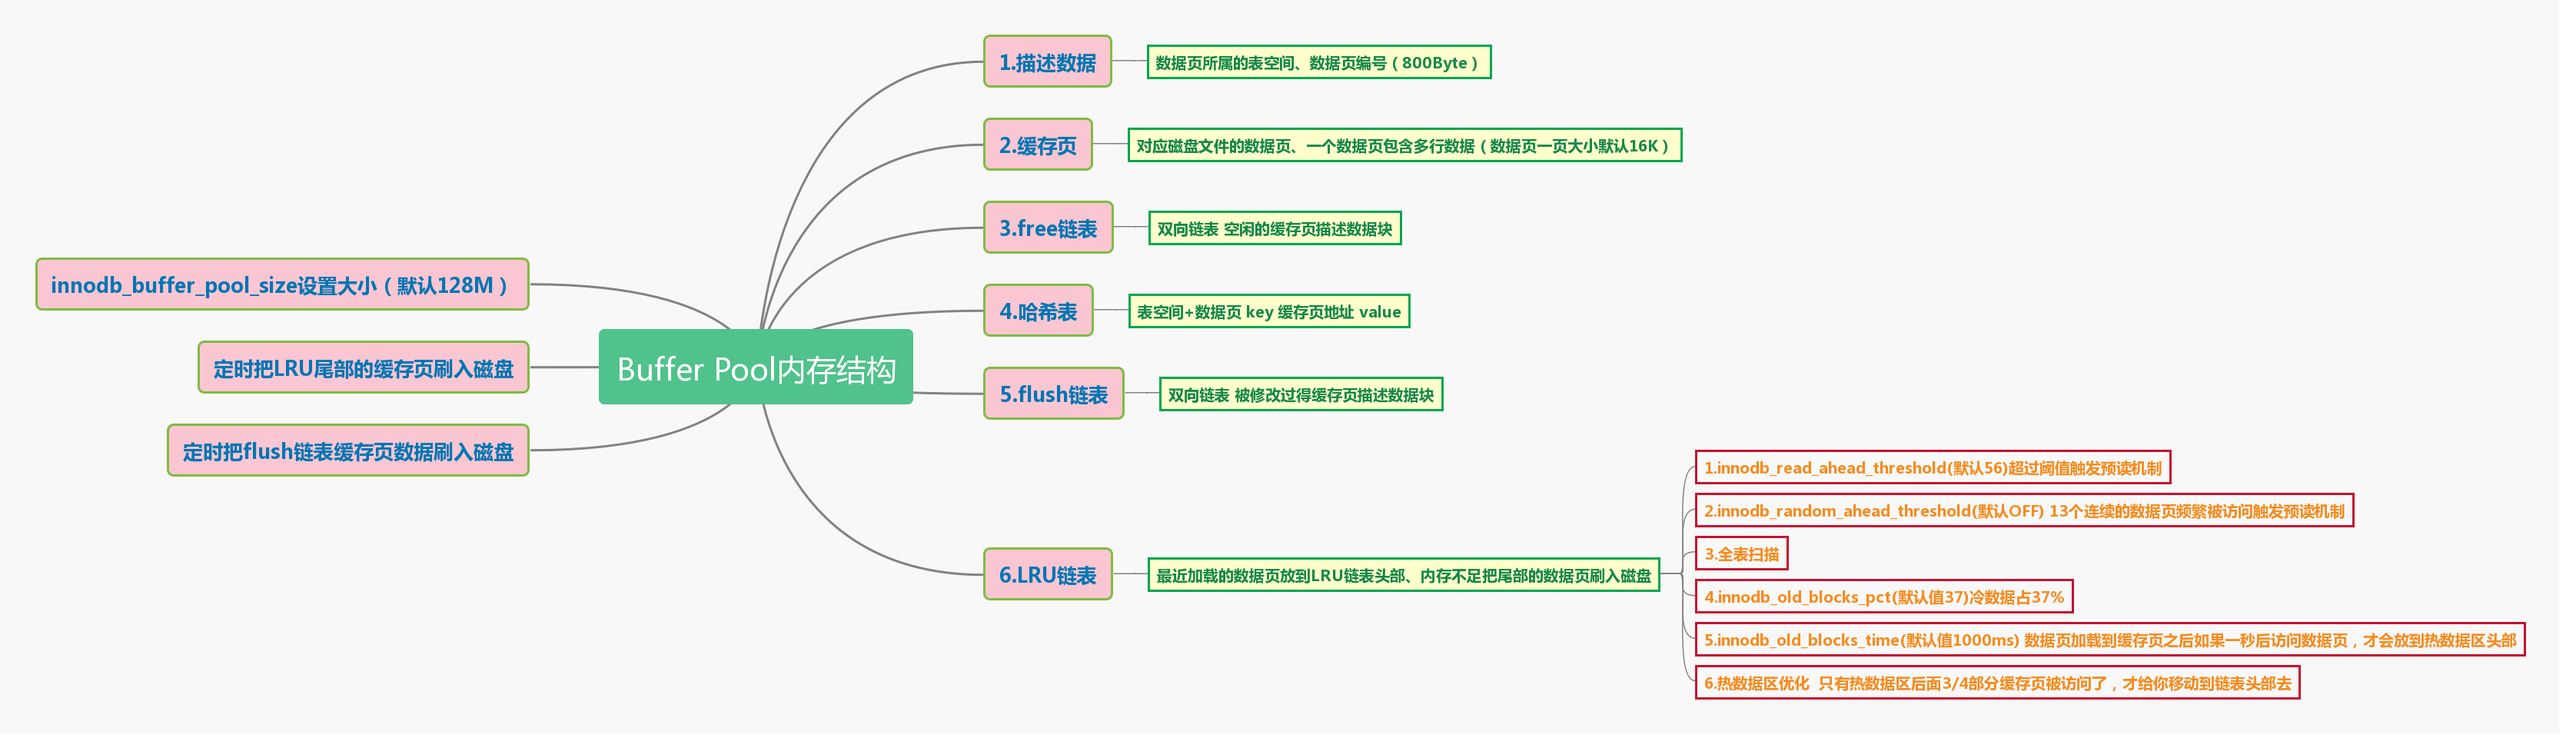 Buffer Pool内存结构
innodb_buffer_pool_size设置大小（默认128M）
定时把LRU尾部的缓存页刷入磁盘
定时把flush链表缓存页数据刷入磁盘
1.描述数据
数据页所属的表空间、数据页编号（800Byte）
2.缓存页
对应磁盘文件的数据页、一个数据页包含多行数据（数据页一页大小默认16K）
3.free链表
双向链表 空闲的缓存页描述数据块
4.哈希表
表空间+数据页 key 缓存页地址 value
5.flush链表
双向链表 被修改过得缓存页描述数据块
6.LRU链表
最近加载的数据页放到LRU链表头部、内存不足把尾部的数据页刷入磁盘
1.innodb_read_ahead_threshold(默认56)超过阈值触发预读机制
2.innodb_random_ahead_threshold(默认OFF) 13个连续的数据页频繁被访问触发预读机制
3.全表扫描
4.innodb_old_blocks_pct(默认值37)冷数据占37%
5.innodb_old_blocks_time(默认值1000ms) 数据页加载到缓存页之后如果一秒后访问数据页，才会放到热数据区头部
6.热数据区优化  只有热数据区后面3/4部分缓存页被访问了，才给你移动到链表头部去